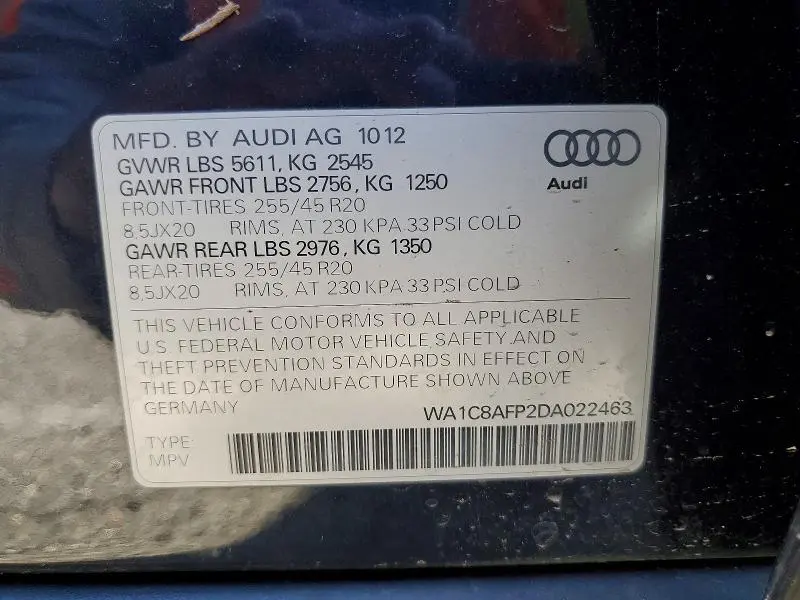 MFD. BY AUDI AG 1012
GVWR LBS 5611, KG 2545
GAWR FRONT LBS 2756, KG 1250
FRONT-TIRES 255/45 R20
8,5JX20 RIMS, AT 230 KPA 33 PSI COLD
GAWR REAR LBS 2976, KG 1350
REAR-TIRES 255/45 R20
8,5JX20 RIMS, AT 230 KPA 33 PSI COLD
Audi
THIS VEHICLE CONFORMS TO ALL APPLICABLE
U.S. FEDERAL MOTOR VEHICLE SAFETY AND
THEFT PREVENTION STANDARDS IN EFFECT ON
THE DATE OF MANUFACTURE SHOWN ABOVE
GERMANY WA1C8AFP2DA022463
TYPE:
MPV